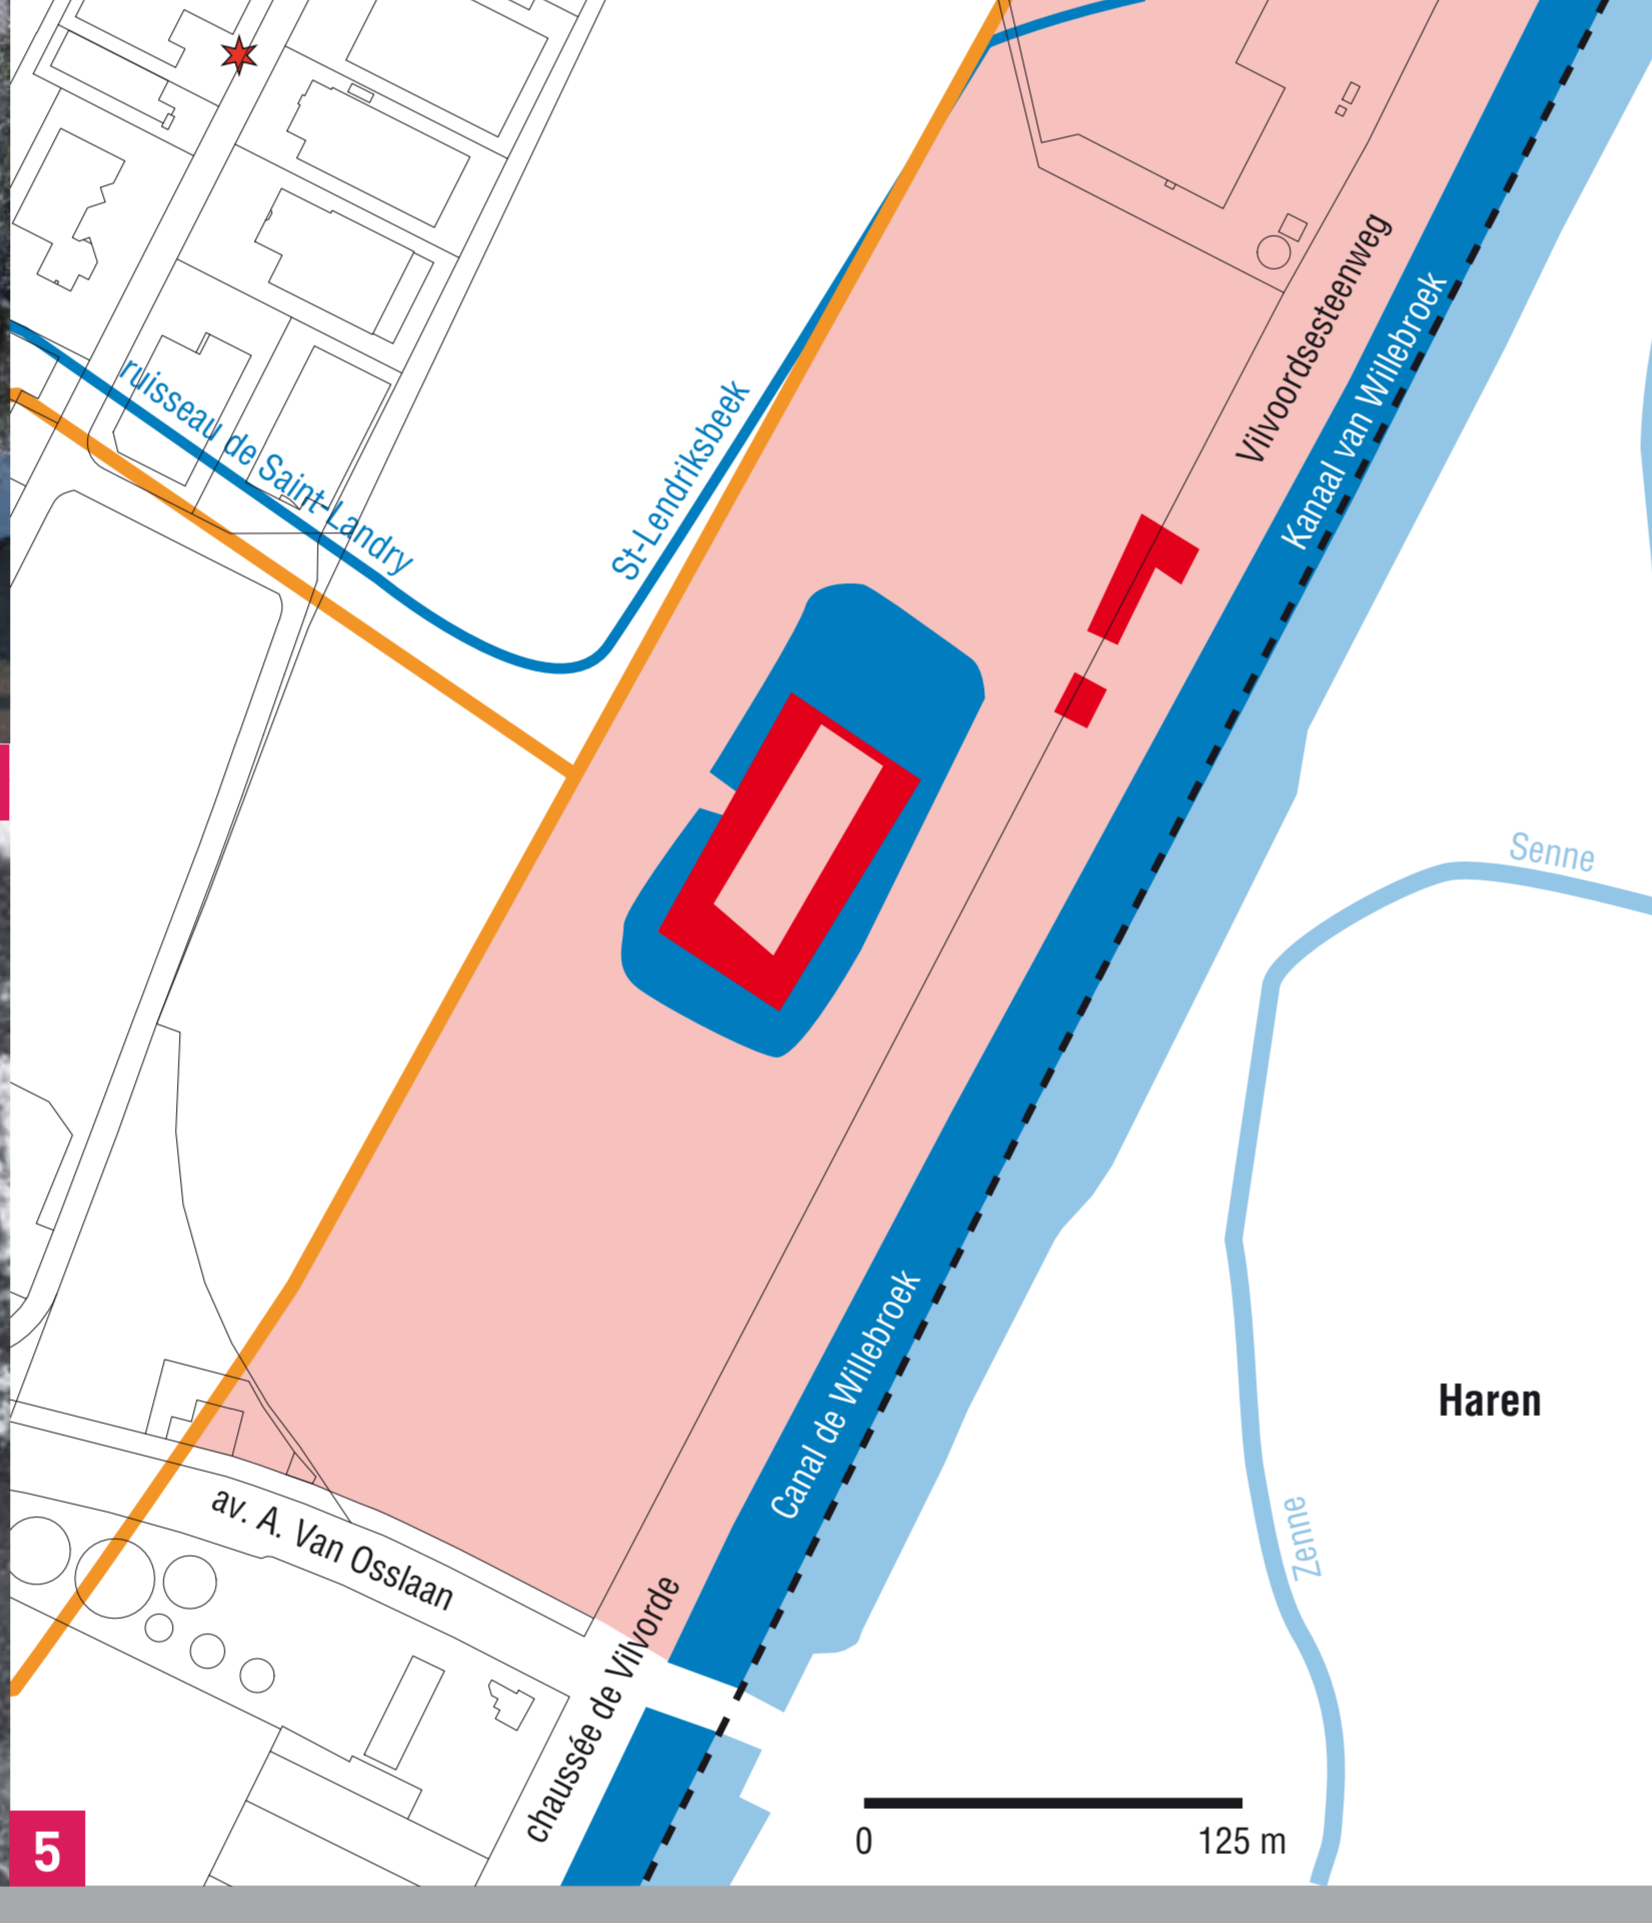 ruisseau de Saint-Landry
St-Lendriksbeek
Vilvoordsesteenweg
Kanaal van Willebroek
Senne
Canal de Willebroek
Haren
Zenne
av. A. Van Osslaan
chaussée de Vilvorde
0
125 m
5